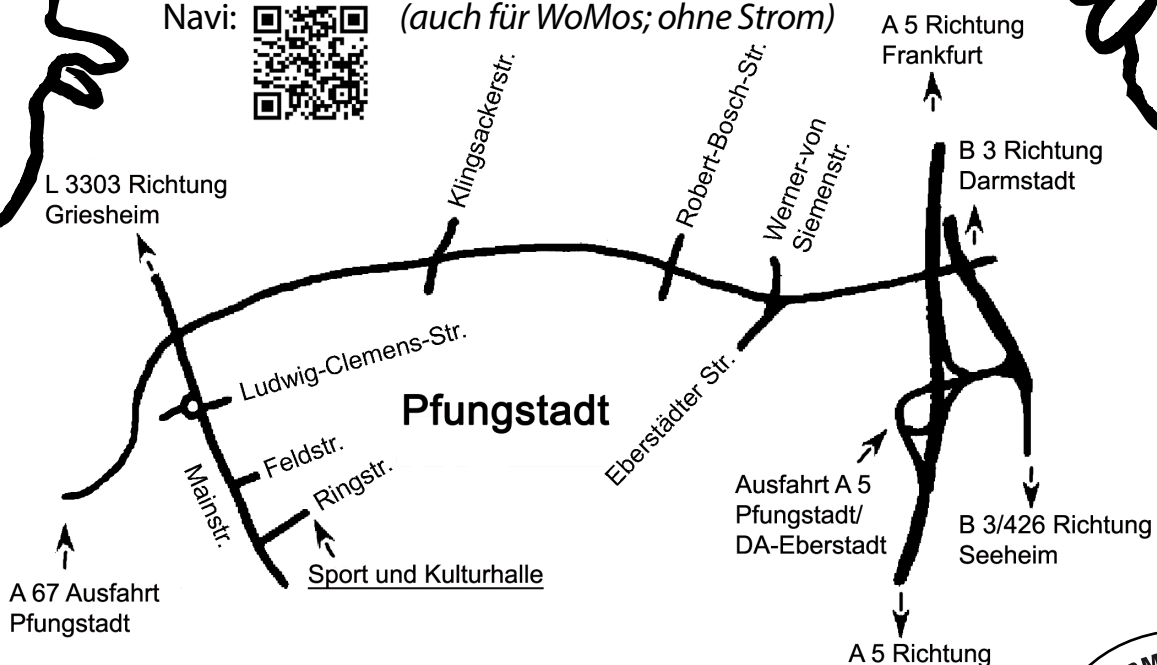 Navi:
(auch für WoMos; ohne Strom)
A 5 Richtung
Frankfurt
Klingsackerstr.
Robert-Bosch-Str.
Werner-von
Siemenstr.
B 3 Richtung
Darmstadt
L 3303 Richtung
Griesheim
Ludwig-Clemens-Str.
Pfungstadt
Eberstädter Str.
Feldstr.
Ringstr.
Mainstr.
Ausfahrt A 5
Pfungstadt/
DA-Eberstadt
B 3/426 Richtung
Seeheim
Sport und Kulturhalle
A 67 Ausfahrt
Pfungstadt
A 5 Richtung